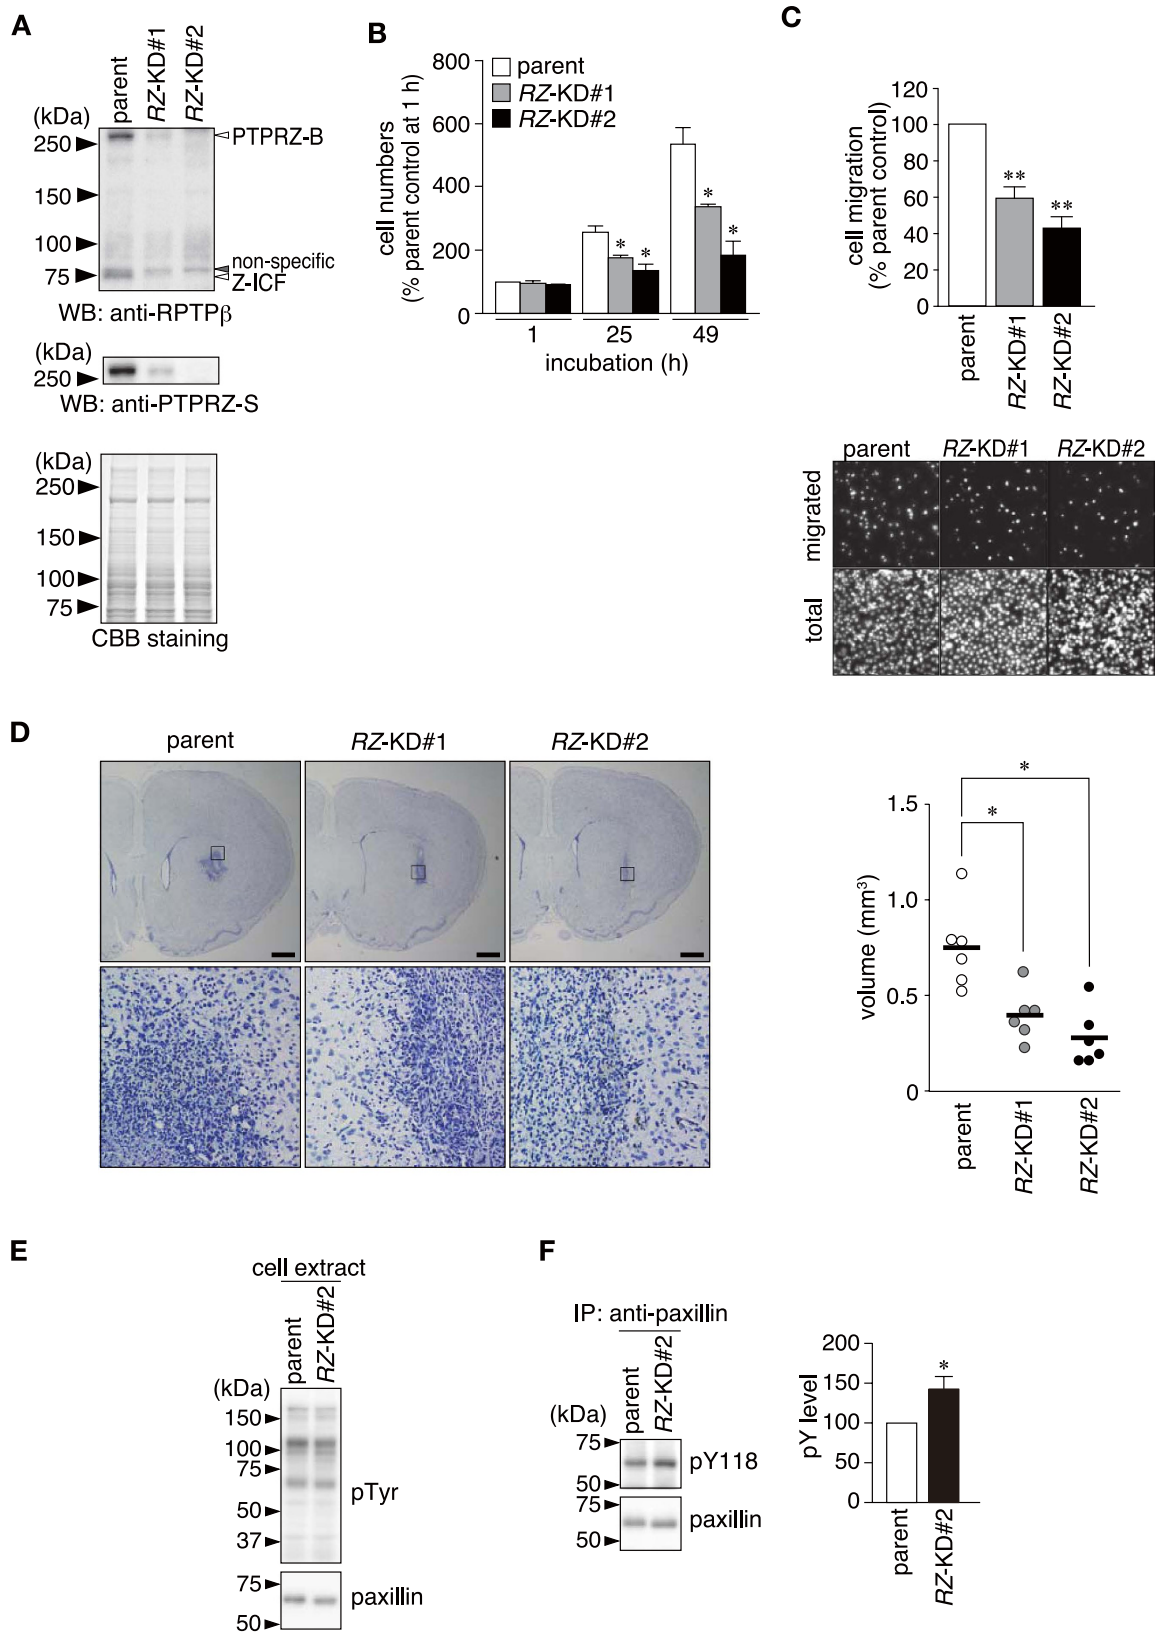 A
parent
RZ-KD#1
RZ-KD#2
(kDa)
250
150
100
75
PTPRZ-B
non-specific
Z-ICF
WB: anti-RPTPβ
(kDa)
250
WB: anti-PTPRZ-S
(kDa)
250
150
100
75
CBB staining
B
cell numbers
(% parent control at 1 h)
800
600
400
200
0
parent
RZ-KD#1
RZ-KD#2
* *
*
*
1 25 49
incubation (h)
C
cell migration
(% parent control)
120
100
80
60
40
20
0
**
**
parent
RZ-KD#1
RZ-KD#2
parent RZ-KD#1 RZ-KD#2
migrated
total
D
parent RZ-KD#1 RZ-KD#2
volume (mm³)
1.5
1.0
0.5
0
*
*
parent
RZ-KD#1
RZ-KD#2
E
cell extract
parent
RZ-KD#2
(kDa)
150
100
75
50
37
pTyr
75
50
paxillin
F
IP: anti-paxillin
parent
RZ-KD#2
(kDa)
75
50
pY118
75
50
paxillin
pY level
200
150
100
50
0
*
parent
RZ-KD#2